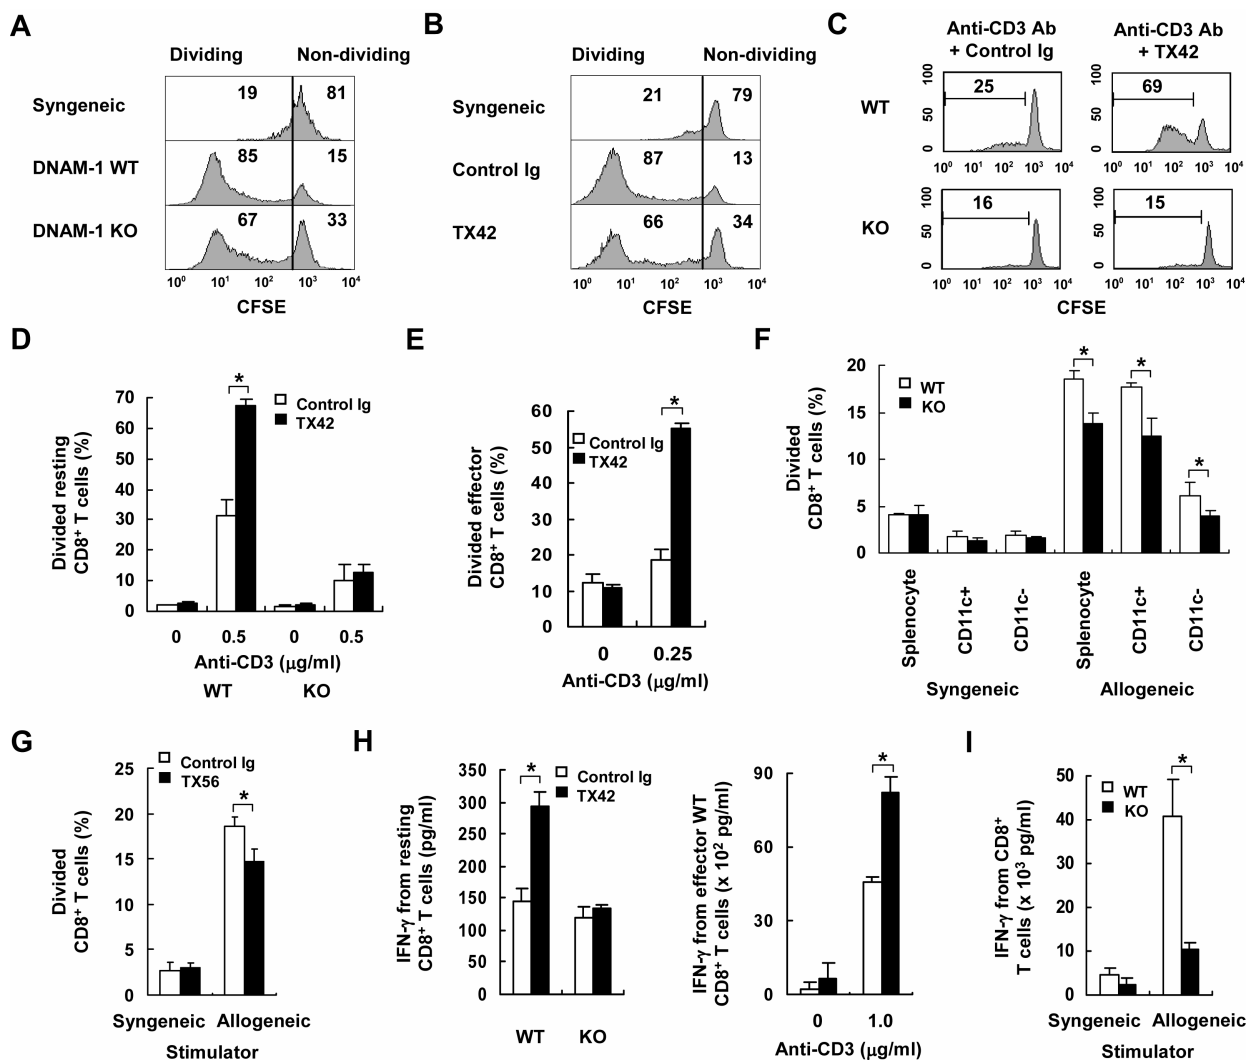 A
Dividing Non-dividing
Syngeneic 19 81
DNAM-1 WT 85 15
DNAM-1 KO 67 33
10⁰ 10¹ 10² 10³ 10⁴
CFSE
B
Dividing Non-dividing
Syngeneic 21 79
Control Ig 87 13
TX42 66 34
10⁰ 10¹ 10² 10³ 10⁴
CFSE
C
Anti-CD3 Ab
+ Control Ig
Anti-CD3 Ab
+ TX42
WT
100
50
0
25
10⁰ 10¹ 10² 10³ 10⁴
100
50
0
69
10⁰ 10¹ 10² 10³ 10⁴
KO
100
50
0
16
10⁰ 10¹ 10² 10³ 10⁴
100
50
0
15
10⁰ 10¹ 10² 10³ 10⁴
CFSE
D
Divided resting
CD8⁺ T cells (%)
70
60
50
40
30
20
10
0
*
Control Ig
TX42
0 0.5 0 0.5
Anti-CD3 (μg/ml)
WT KO
E
Divided effector
CD8⁺ T cells (%)
60
50
40
30
20
10
0
*
Control Ig
TX42
0 0.25
Anti-CD3 (μg/ml)
F
Divided
CD8⁺ T cells (%)
20
15
10
5
0
WT
KO
* * *
Splenocyte
CD11c+
CD11c-
Splenocyte
CD11c+
CD11c-
Syngeneic Allogeneic
G
Divided
CD8⁺ T cells (%)
25
20
15
10
5
0
Control Ig
TX56
*
Syngeneic Allogeneic
Stimulator
H
IFN-γ from resting
CD8⁺ T cells (pg/ml)
350
300
250
200
150
100
50
0
*
Control Ig
TX42
WT KO
IFN-γ from effector WT
CD8⁺ T cells (x 10² pg/ml)
90
60
30
0
*
0 1.0
Anti-CD3 (μg/ml)
I
IFN-γ from CD8⁺
T cells (x 10³ pg/ml)
50
40
30
20
10
0
WT
KO
*
Syngeneic Allogeneic
Stimulator